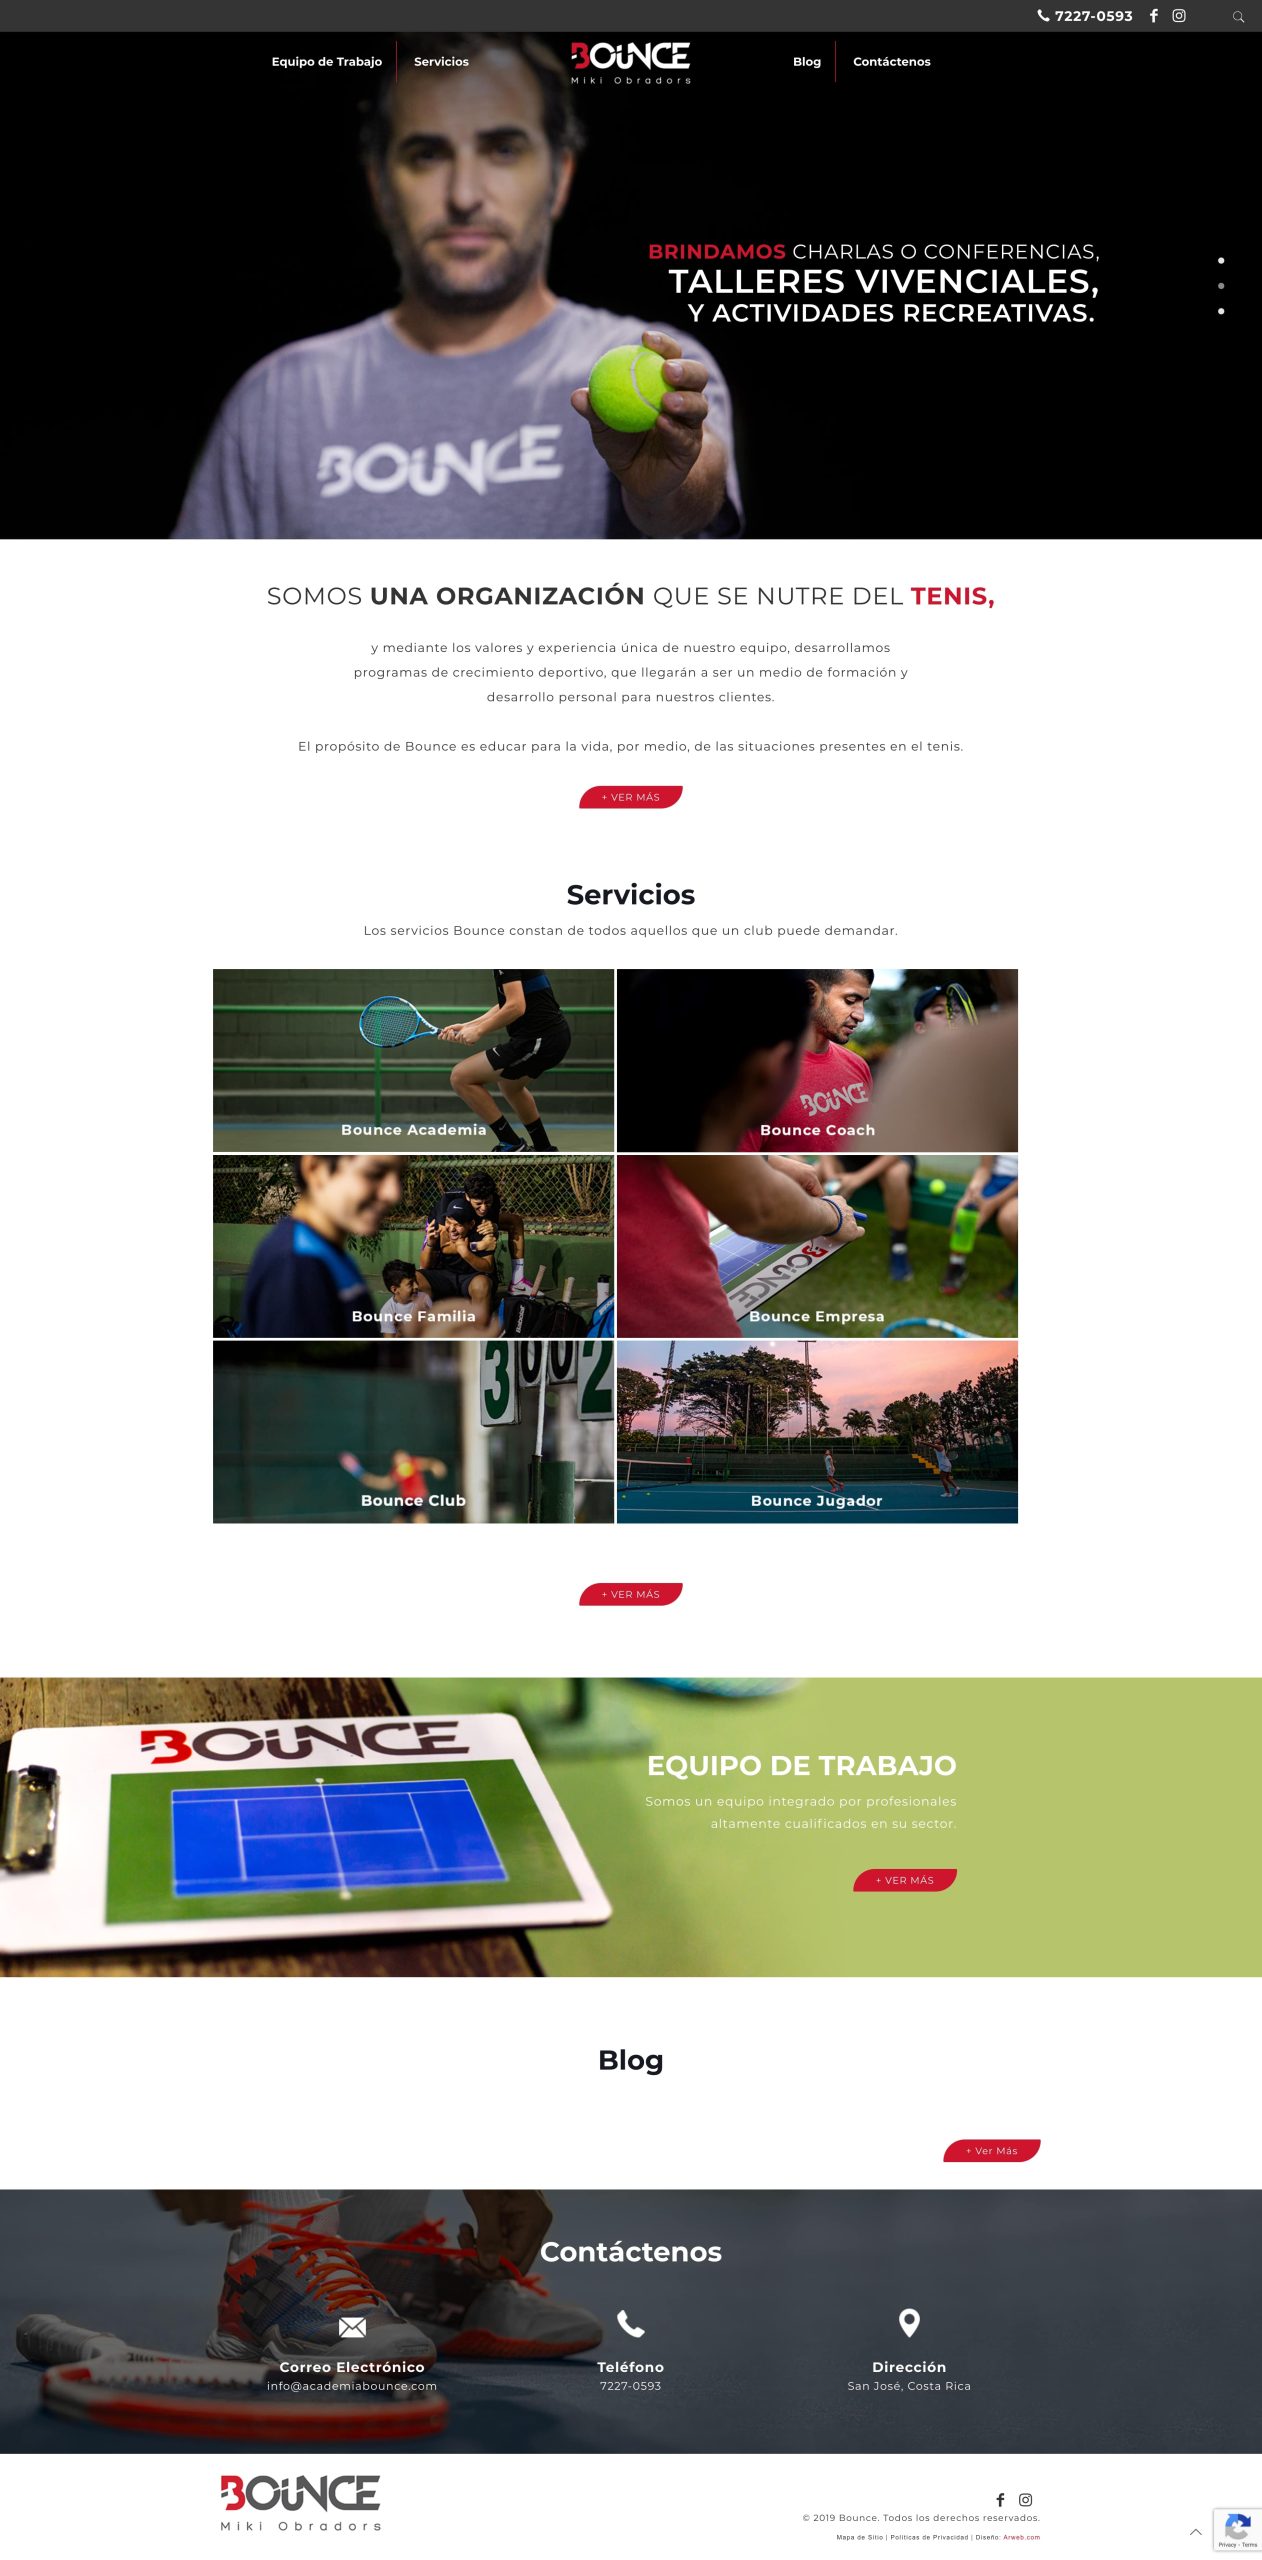 7227-0593
Equipo de Trabajo
Servicios
BOUNCE
Miki Obradors
Blog
Contáctenos
BRINDAMOS CHARLAS O CONFERENCIAS,
TALLERES VIVENCIALES,
Y ACTIVIDADES RECREATIVAS.
BOUNCE
SOMOS UNA ORGANIZACIÓN QUE SE NUTRE DEL TENIS,
y mediante los valores y experiencia única de nuestro equipo, desarrollamos
programas de crecimiento deportivo, que llegarán a ser un medio de formación y
desarrollo personal para nuestros clientes.
El propósito de Bounce es educar para la vida, por medio, de las situaciones presentes en el tenis.
+ VER MÁS
Servicios
Los servicios Bounce constan de todos aquellos que un club puede demandar.
Bounce Academia
BOUNCE
Bounce Coach
Babolat
Bounce Familia
BOUNCE
Bounce Empresa
3 0 0 2
Bounce Club
Bounce Jugador
+ VER MÁS
BOUNCE
EQUIPO DE TRABAJO
Somos un equipo integrado por profesionales
altamente cualificados en su sector.
+ VER MÁS
Blog
+ Ver Más
Contáctenos
Correo Electrónico
info@academiabounce.com
Teléfono
7227-0593
Dirección
San José, Costa Rica
BOUNCE
Miki Obradors
© 2019 Bounce. Todos los derechos reservados.
Mapa de Sitio | Políticas de Privacidad | Diseño: Arweb.com
Privacy - Terms